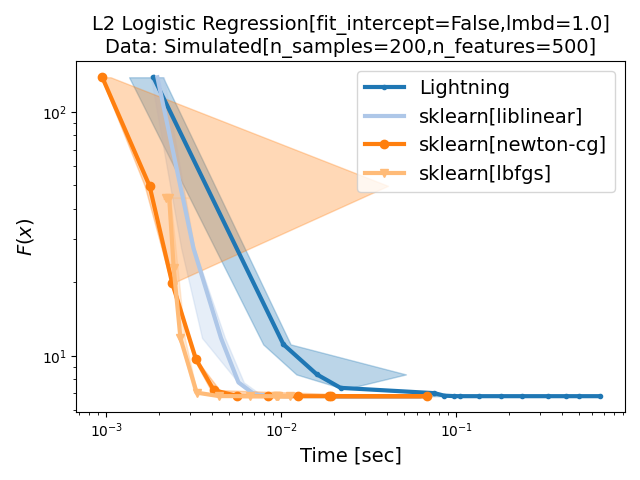 L2 Logistic Regression[fit_intercept=False,lmbd=1.0]
Data: Simulated[n_samples=200,n_features=500]
Lightning
sklearn[liblinear]
sklearn[newton-cg]
sklearn[lbfgs]
10²
10¹
F(x)
10⁻³ 10⁻² 10⁻¹
Time [sec]